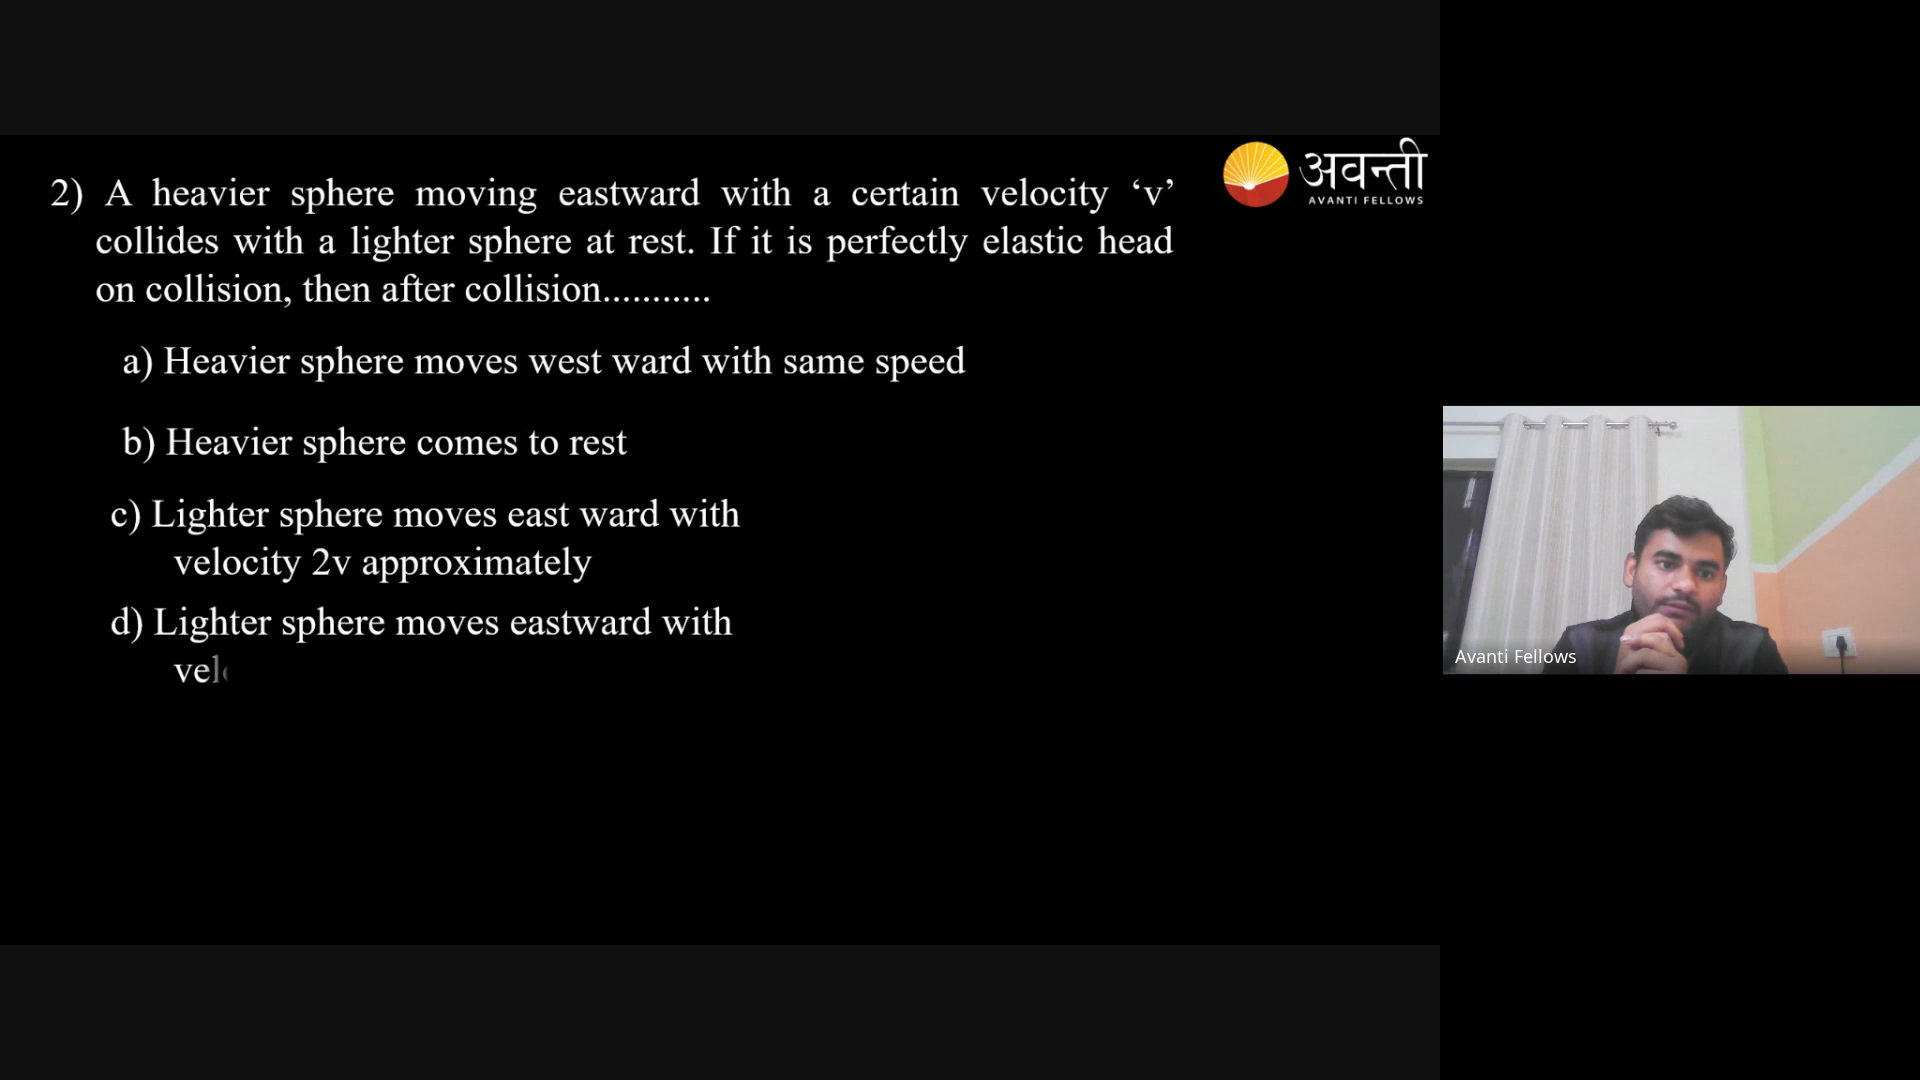 2) A heavier sphere moving eastward with a certain velocity ‘v’
collides with a lighter sphere at rest. If it is perfectly elastic head
on collision, then after collision...........
a) Heavier sphere moves west ward with same speed
b) Heavier sphere comes to rest
c) Lighter sphere moves east ward with
velocity 2v approximately
d) Lighter sphere moves eastward with
अवन्ती
AVANTI FELLOWS
Avanti Fellows